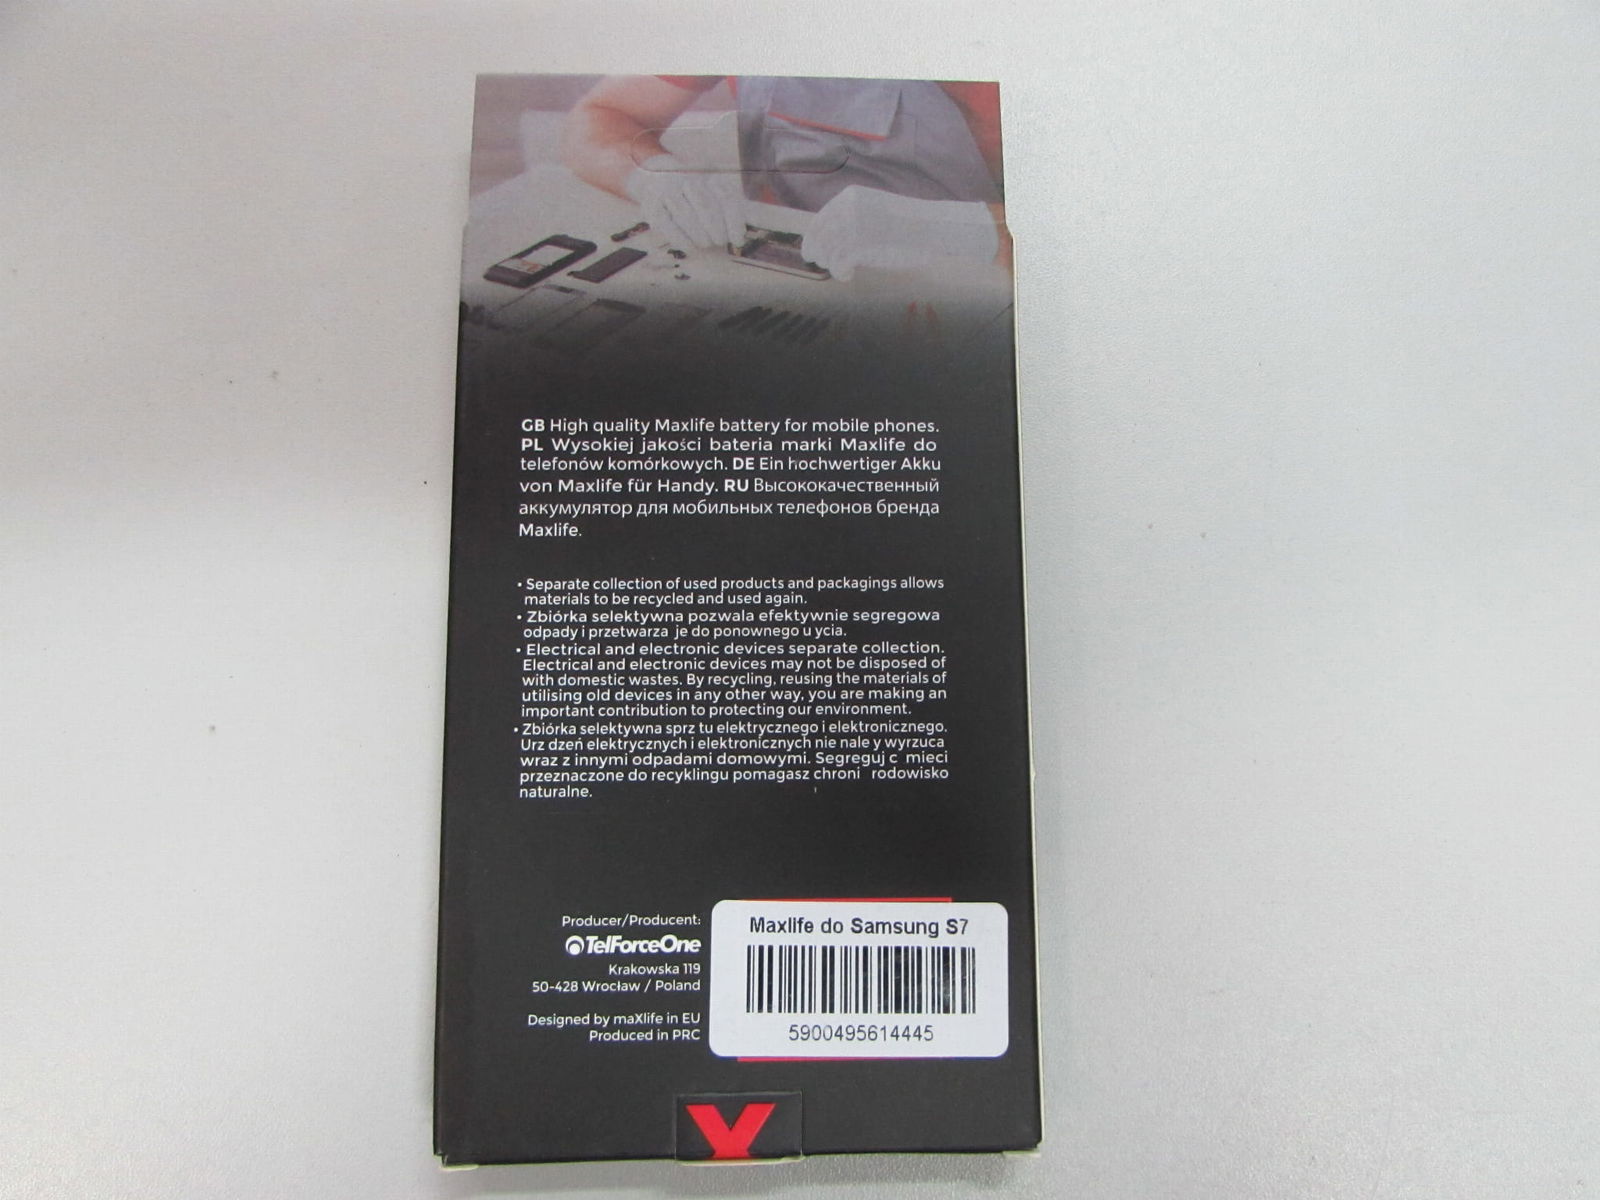 GB High quality Maxlife battery for mobile phones.
PL Wysokiej jakości bateria marki Maxlife do
telefonów komórkowych. DE Ein hochwertiger Akku
von Maxlife für Handy. RU Высококачественный
аккумулятор для мобильных телефонов бренда
Maxlife.
• Separate collection of used products and packagings allows
materials to be recycled and used again.
• Zbiórka selektywna pozwala efektywnie segregowa
odpady i przetwarza je do ponownego u ycia.
• Electrical and electronic devices separate collection.
Electrical and electronic devices may not be disposed of
with domestic wastes. By recycling, reusing the materials of
utilising old devices in any other way, you are making an
important contribution to protecting our environment.
• Zbiórka selektywna sprz tu elektrycznego i elektronicznego.
Urz dzeń elektrycznych i elektronicznych nie nale y wyrzuca
wraz z innymi odpadami domowymi. Segreguj c mieci
przeznaczone do recyklingu pomagasz chroni rodowisko
naturalne.
Producer/Producent:
TelForceOne
Krakowska 119
50-428 Wrocław / Poland
Designed by maXlife in EU
Produced in PRC
Maxlife do Samsung S7
5900495614445